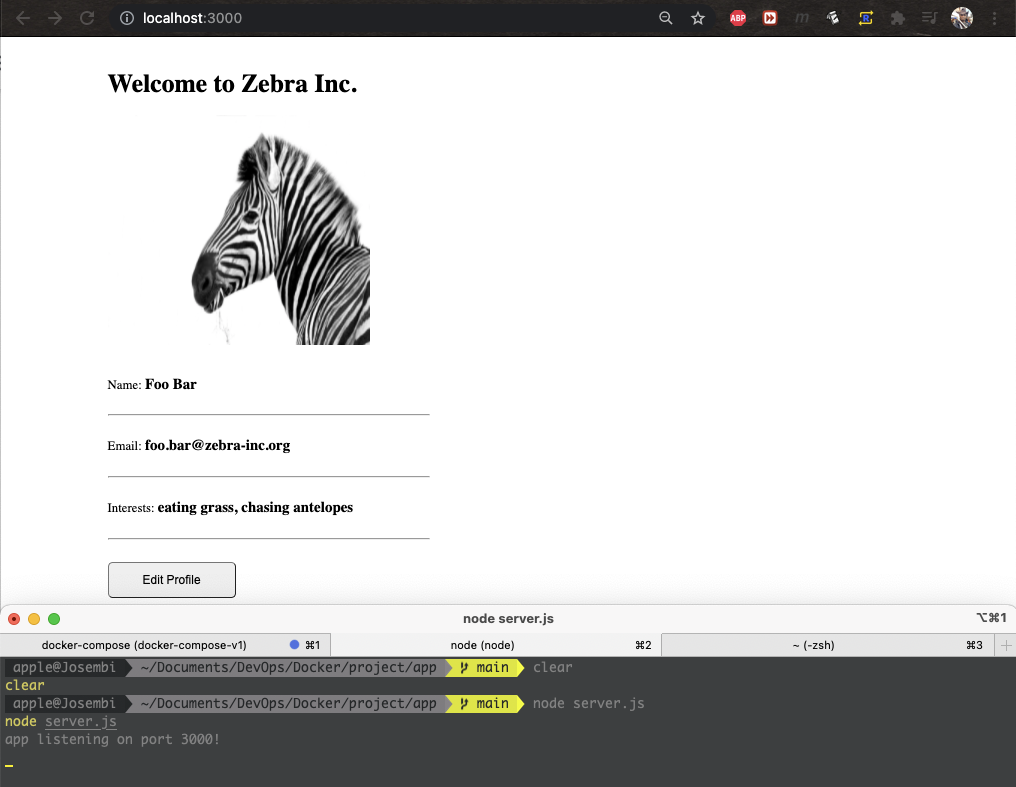 localhost:3000
ABP
m
R
Welcome to Zebra Inc.
Name: Foo Bar
Email: foo.bar@zebra-inc.org
Interests: eating grass, chasing antelopes
Edit Profile
node server.js ⌥⌘1
docker-compose (docker-compose-v1) ⌘1 node (node) ⌘2 ~ (-zsh) ⌘3
apple@Josembi ~/Documents/DevOps/Docker/project/app main clear
clear
apple@Josembi ~/Documents/DevOps/Docker/project/app main node server.js
node server.js
app listening on port 3000!